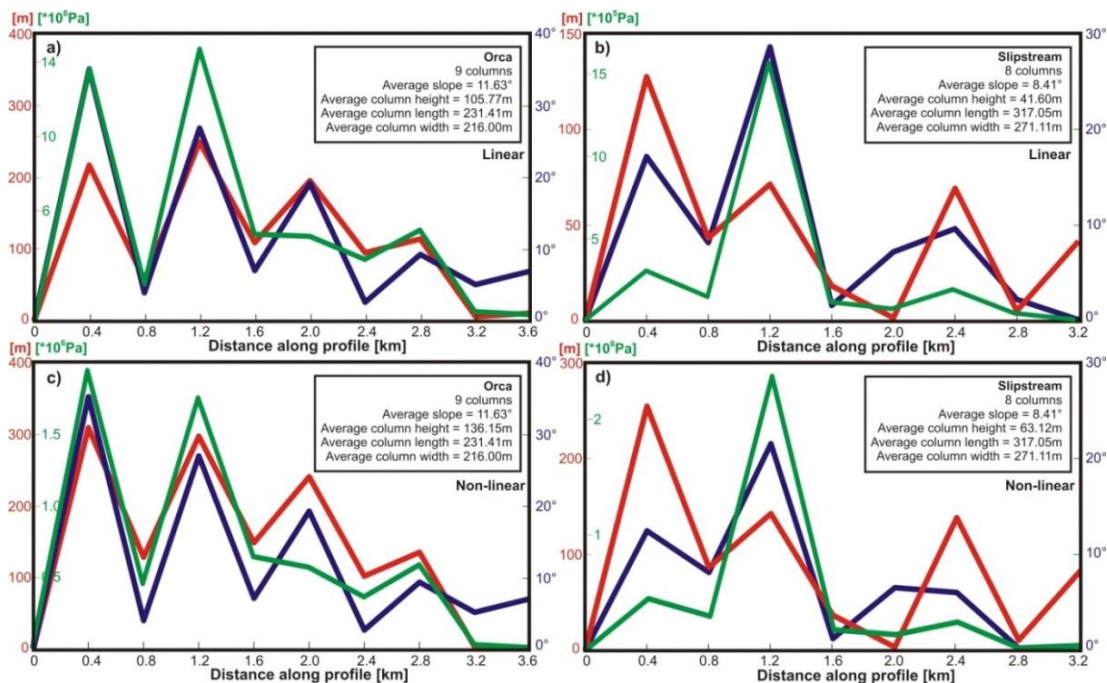 [m] [*10⁶Pa]
400
300
200
100
0
14
10
6
a)
Orca
9 columns
Average slope = 11.63°
Average column height = 105.77m
Average column length = 231.41m
Average column width = 216.00m
Linear
40°
30°
20°
10°
0°
0 0.4 0.8 1.2 1.6 2.0 2.4 2.8 3.2 3.6
Distance along profile [km]
[m] [*10⁵Pa]
150
100
50
0
15
10
5
b)
Slipstream
8 columns
Average slope = 8.41°
Average column height = 41.60m
Average column length = 317.05m
Average column width = 271.11m
Linear
30°
20°
10°
0°
0 0.4 0.8 1.2 1.6 2.0 2.4 2.8 3.2
Distance along profile [km]
[m] [*10⁶Pa]
400
300
200
100
0
1.5
1.0
0.5
c)
Orca
9 columns
Average slope = 11.63°
Average column height = 136.15m
Average column length = 231.41m
Average column width = 216.00m
Non-linear
40°
30°
20°
10°
0°
0 0.4 0.8 1.2 1.6 2.0 2.4 2.8 3.2 3.6
Distance along profile [km]
[m] [*10⁶Pa]
300
200
100
0
2
1
d)
Slipstream
8 columns
Average slope = 8.41°
Average column height = 63.12m
Average column length = 317.05m
Average column width = 271.11m
Non-linear
30°
20°
10°
0°
0 0.4 0.8 1.2 1.6 2.0 2.4 2.8 3.2
Distance along profile [km]